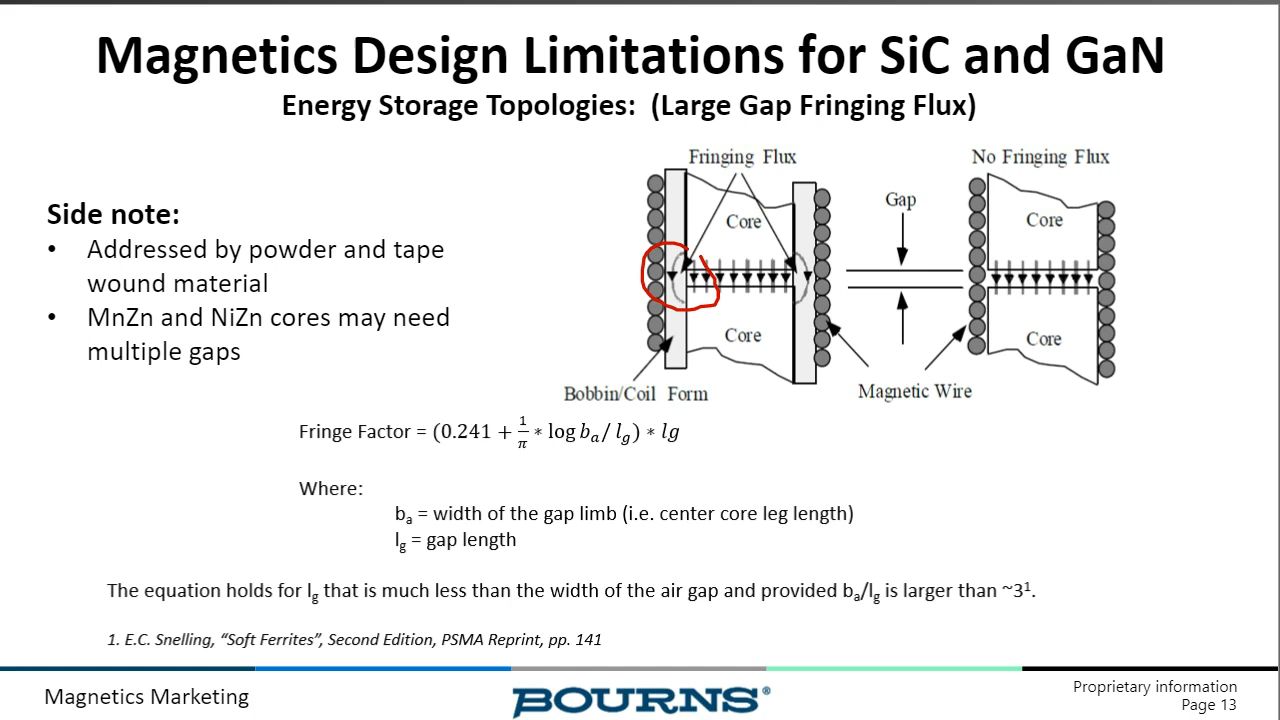 Magnetics Design Limitations for SiC and GaN
Energy Storage Topologies:  (Large Gap Fringing Flux)
Side note:
• Addressed by powder and tape
wound material
• MnZn and NiZn cores may need
multiple gaps
Fringing Flux
No Fringing Flux
Gap
Core
Core
Core
Core
Bobbin/Coil Form
Magnetic Wire
Fringe Factor = (0.241 + 1/π * log bₐ/ l_g) * lg
Where:
bₐ = width of the gap limb (i.e. center core leg length)
l_g = gap length
The equation holds for l_g that is much less than the width of the air gap and provided bₐ/l_g is larger than ~3¹.
1. E.C. Snelling, “Soft Ferrites”, Second Edition, PSMA Reprint, pp. 141
Magnetics Marketing
BOURNS®
Proprietary information
Page 13